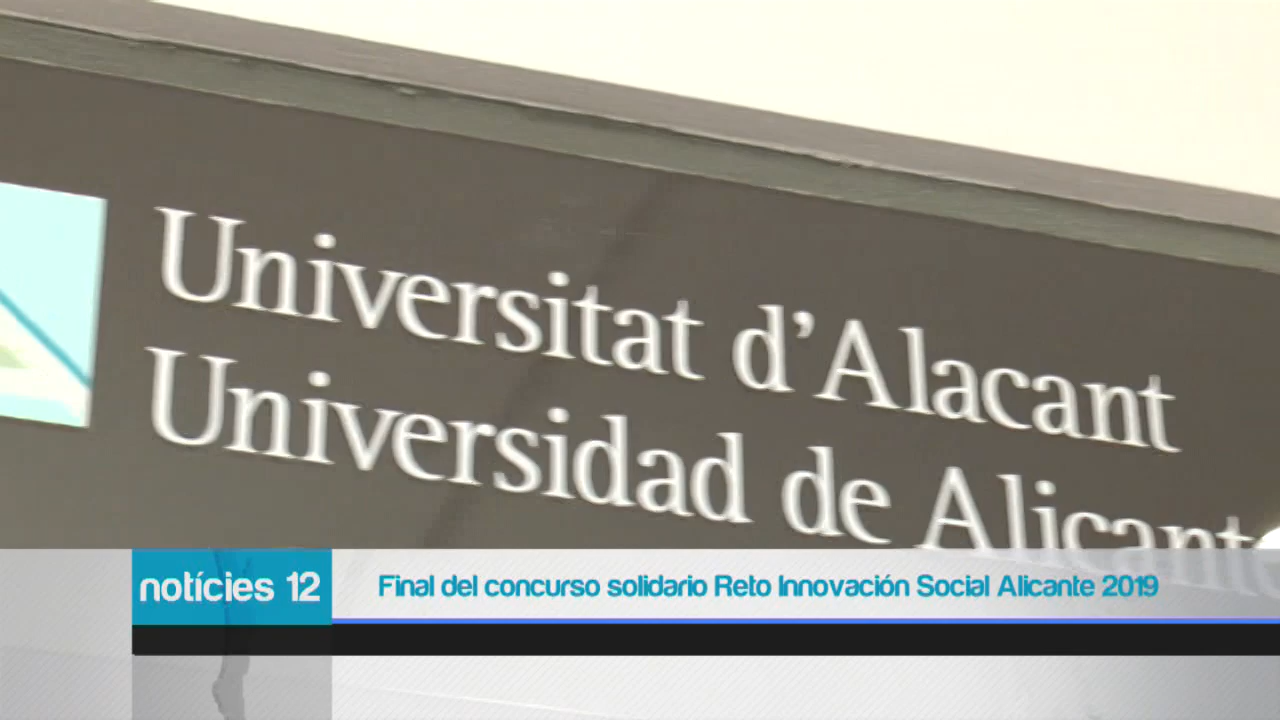 Universitat d'Alacant
Universidad de Alicante
notícies 12
Final del concurso solidario Reto Innovación Social Alicante 2019